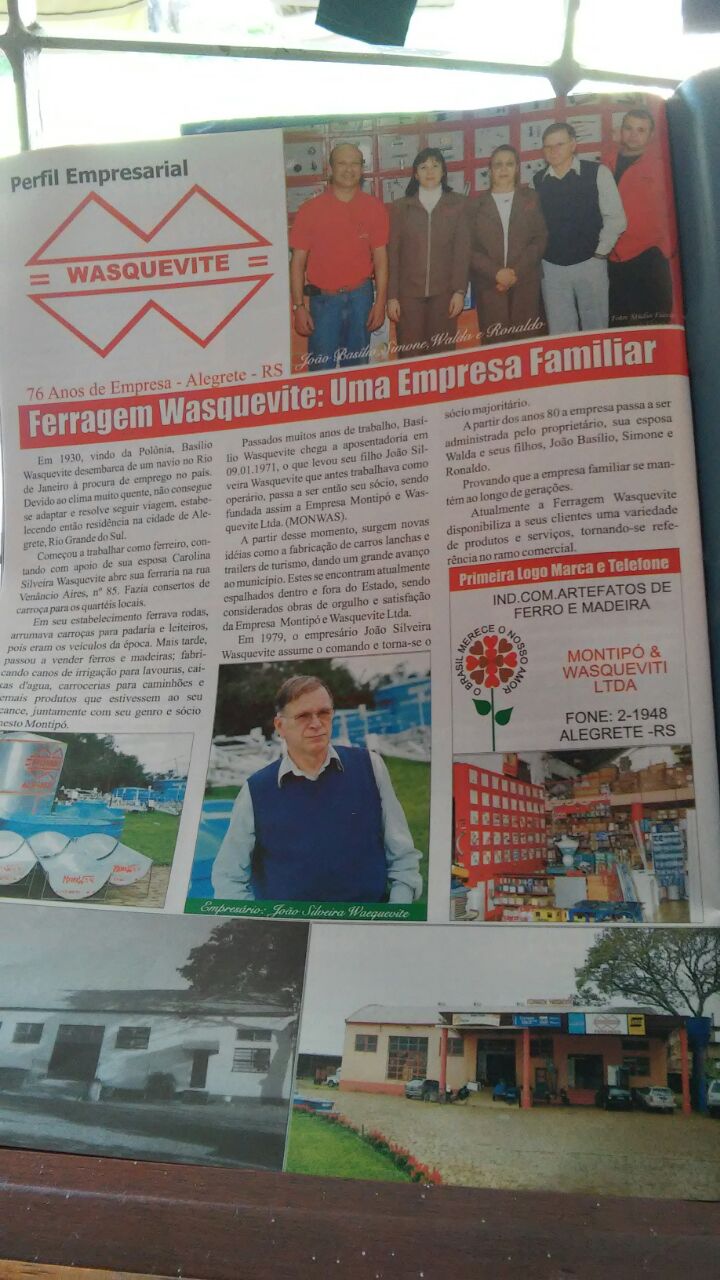 Perfil Empresarial
= WASQUEVITE =
76 Anos de Empresa - Alegrete - RS
João Basílio, Simone, Walda e Ronaldo
Ferragem Wasquevite: Uma Empresa Familiar
Em 1930, vindo da Polônia, Basílio
Wasquevite desembarca de um navio no Rio
de Janeiro à procura de emprego no país.
Devido ao clima muito quente, não consegue
se adaptar e resolve seguir viagem, estabe-
lecendo então residência na cidade de Ale-
grete, Rio Grande do Sul.
Começou a trabalhar como ferreiro, con-
tando com apoio de sua esposa Carolina
Silveira Wasquevite abre sua ferraria na rua
Venâncio Aires, nº 85. Fazia consertos de
carroça para os quartéis locais.
Em seu estabelecimento ferrava rodas,
arrumava carroças para padaria e leiteiros,
pois eram os veículos da época. Mais tarde,
passou a vender ferros e madeiras; fabri-
cando canos de irrigação para lavouras, cai-
xas d'agua, carrocerias para caminhões e
emais produtos que estivessem ao seu
cance, juntamente com seu genro e sócio
nesto Montipó.
Passados muitos anos de trabalho, Basí-
lio Wasquevite chega a aposentadoria em
09.01.1971, o que levou seu filho João Sil-
veira Wasquevite que antes trabalhava como
operário, passa a ser então seu sócio, sendo
fundada assim a Empresa Montipó e Was-
quevite Ltda. (MONWAS).
A partir desse momento, surgem novas
idéias como a fabricação de carros lanchas e
trailers de turismo, dando um grande avanço
ao município. Estes se encontram atualmente
espalhados dentro e fora do Estado, sendo
considerados obras de orgulho e satisfação
da Empresa Montipó e Wasquevite Ltda.
Em 1979, o empresário João Silveira
Wasquevite assume o comando e torna-se o
sócio majoritário.
A partir dos anos 80 a empresa passa a ser
administrada pelo proprietário, sua esposa
Walda e seus filhos, João Basílio, Simone e
Ronaldo.
Provando que a empresa familiar se man-
tém ao longo de gerações.
Atualmente a Ferragem Wasquevite
disponibiliza a seus clientes uma variedade
de produtos e serviços, tornando-se refe-
rência no ramo comercial.
Primeira Logo Marca e Telefone
IND.COM.ARTEFATOS DE
FERRO E MADEIRA
O BRASIL MERECE O NOSSO AMOR
MONTIPÓ &
WASQUEVITI
LTDA
FONE: 2-1948
ALEGRETE -RS
Empresário: João Silveira Waequevite